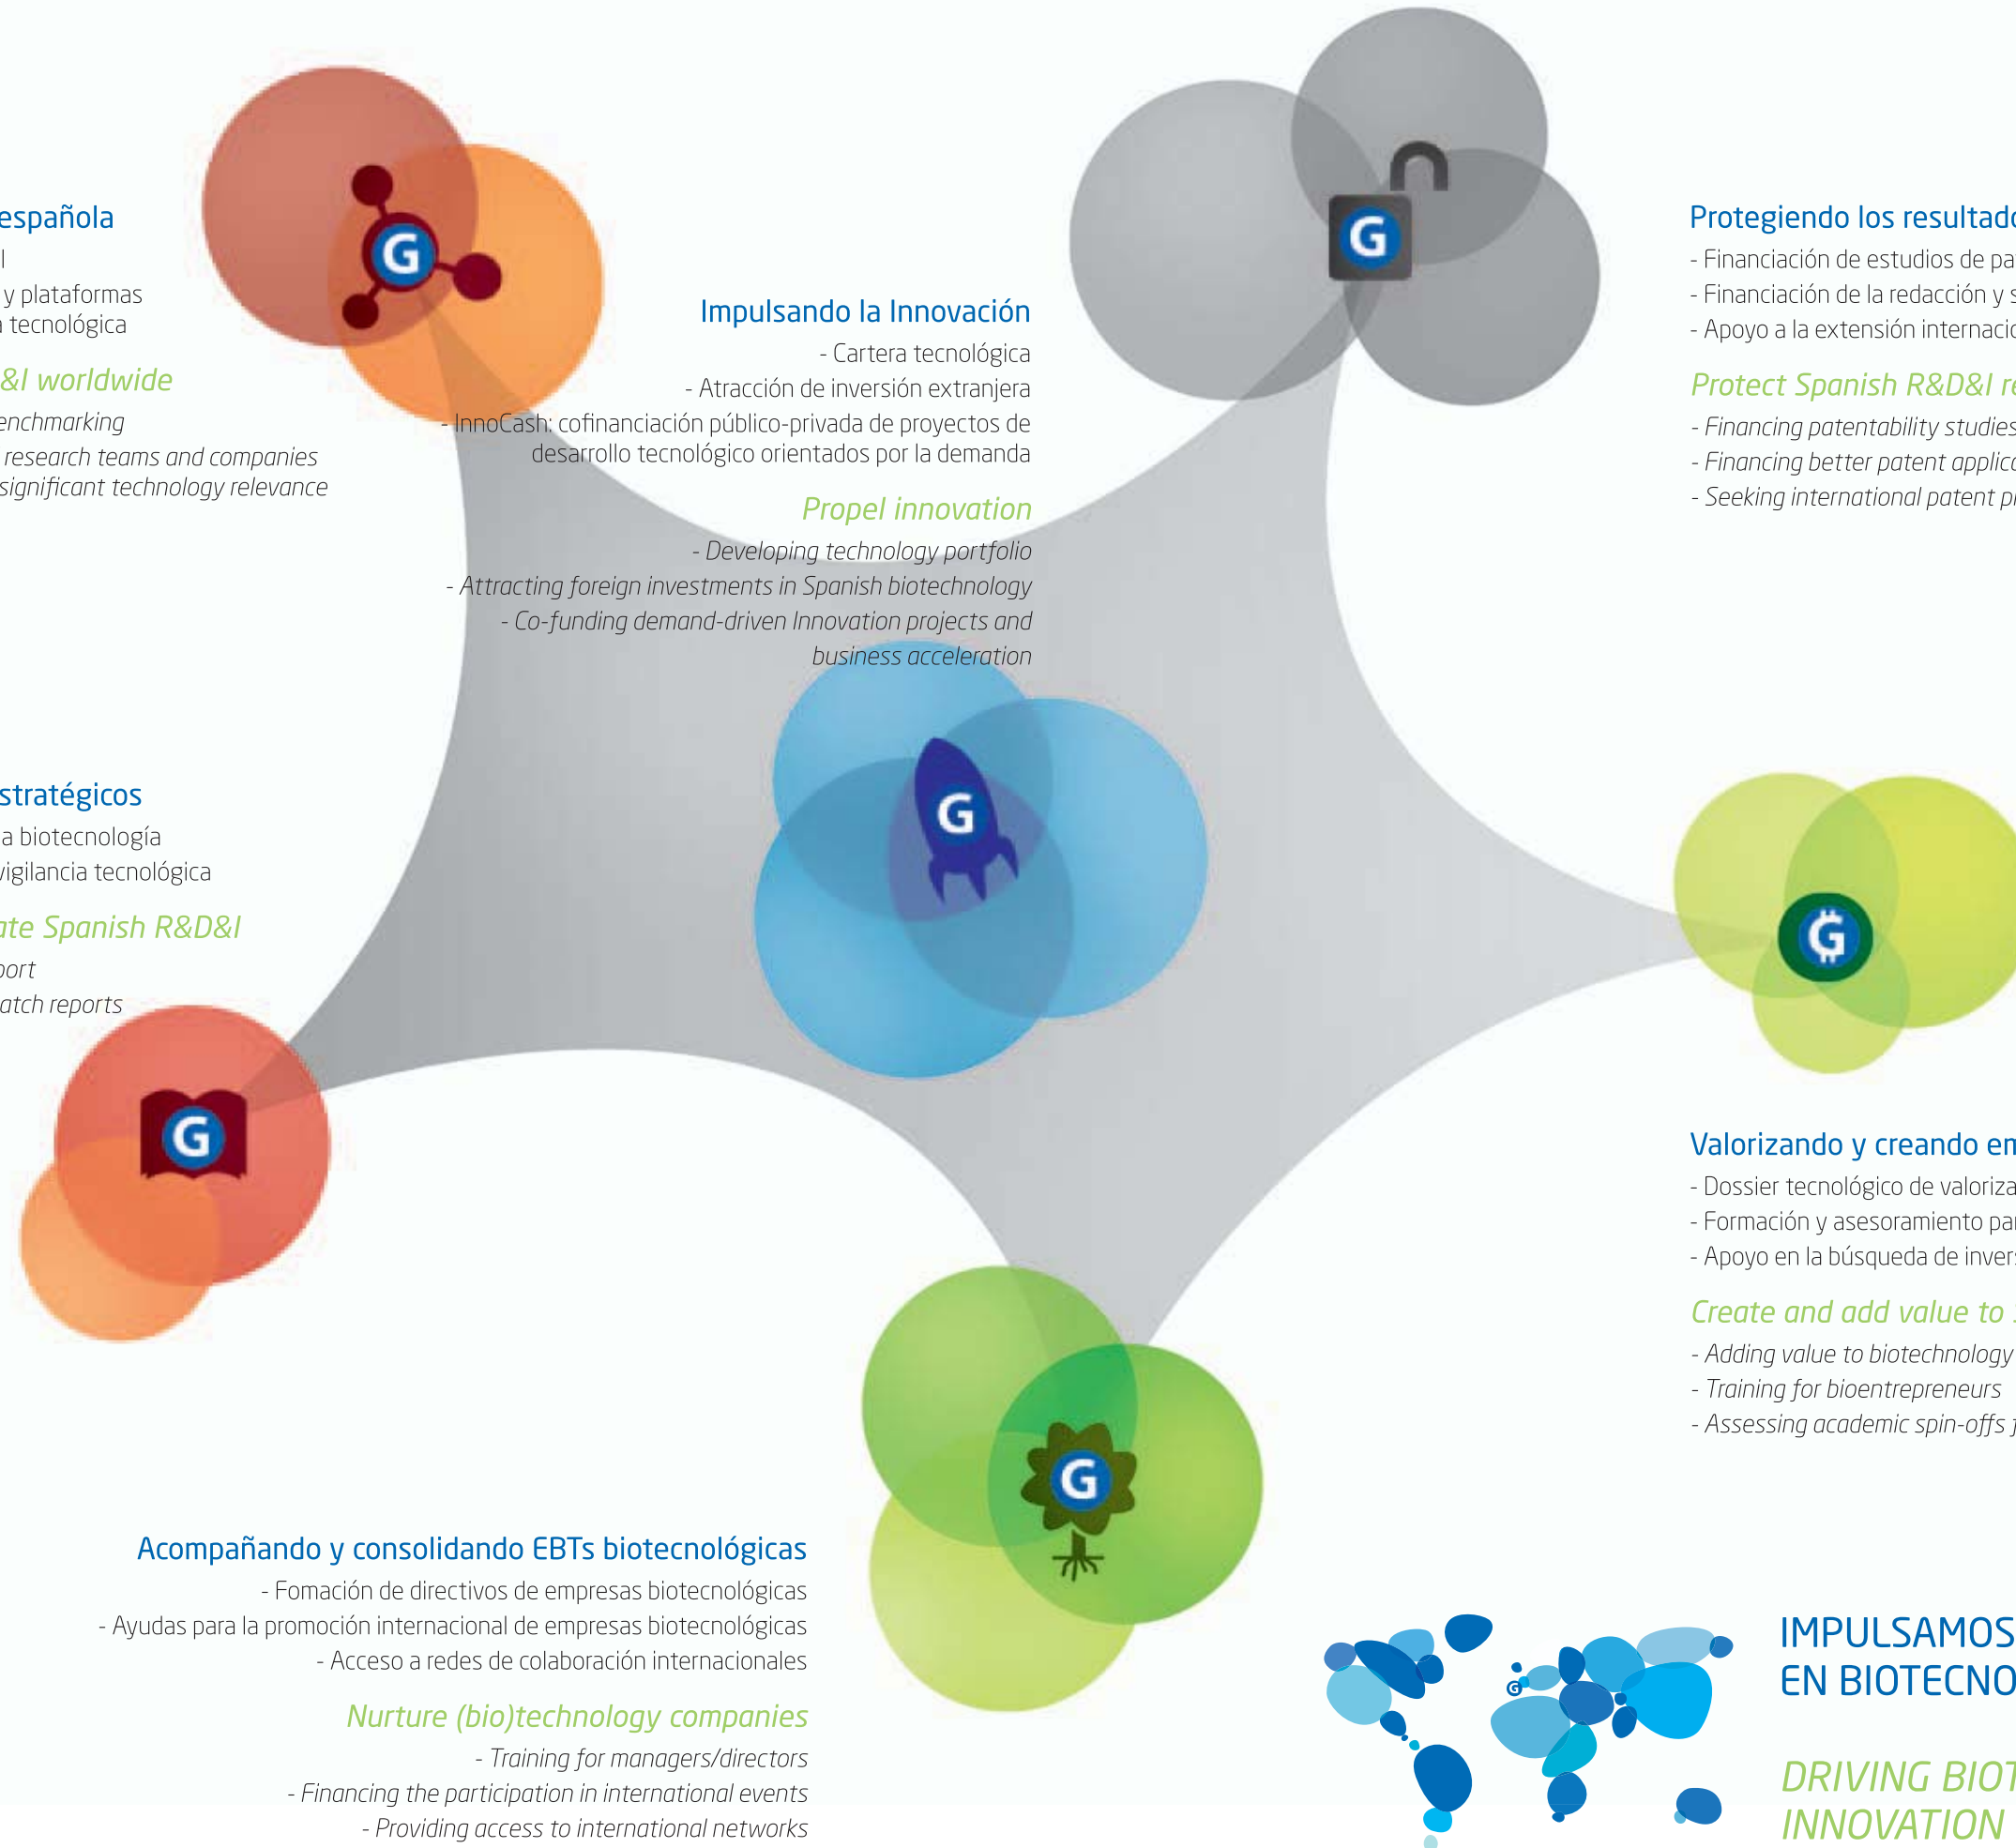 española
l
y plataformas
a tecnológica
&I worldwide
enchmarking
research teams and companies
significant technology relevance
Impulsando la Innovación
- Cartera tecnológica
- Atracción de inversión extranjera
- InnoCash: cofinanciación público-privada de proyectos de
desarrollo tecnológico orientados por la demanda
Propel innovation
- Developing technology portfolio
- Attracting foreign investments in Spanish biotechnology
- Co-funding demand-driven Innovation projects and
business acceleration
Protegiendo los resultado
- Financiación de estudios de pa
- Financiación de la redacción y s
- Apoyo a la extensión internacio
Protect Spanish R&D&I re
- Financing patentability studies
- Financing better patent applica
- Seeking international patent p
stratégicos
a biotecnología
vigilancia tecnológica
ate Spanish R&D&I
port
atch reports
Valorizando y creando em
- Dossier tecnológico de valoriza
- Formación y asesoramiento par
- Apoyo en la búsqueda de invers
Create and add value to
- Adding value to biotechnology
- Training for bioentrepreneurs
- Assessing academic spin-offs f
Acompañando y consolidando EBTs biotecnológicas
- Fomación de directivos de empresas biotecnológicas
- Ayudas para la promoción internacional de empresas biotecnológicas
- Acceso a redes de colaboración internacionales
Nurture (bio)technology companies
- Training for managers/directors
- Financing the participation in international events
- Providing access to international networks
IMPULSAMOS
EN BIOTECNO
DRIVING BIOT
INNOVATION
G
G
G
G
G
G
G